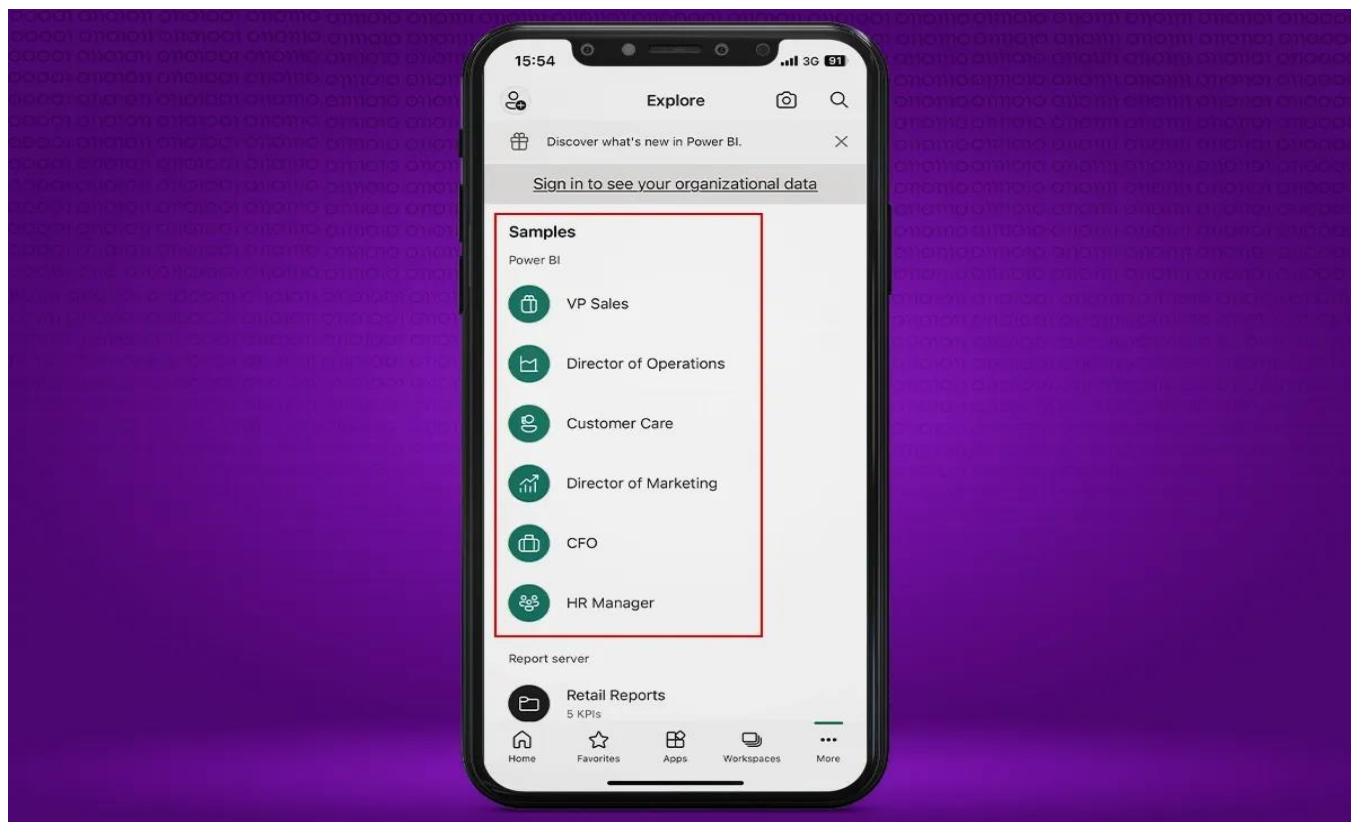 15:54
3G 91
Explore
Discover what's new in Power BI.
Sign in to see your organizational data
Samples
Power BI
VP Sales
Director of Operations
Customer Care
Director of Marketing
CFO
HR Manager
Report server
Retail Reports
5 KPIs
Home Favorites Apps Workspaces More